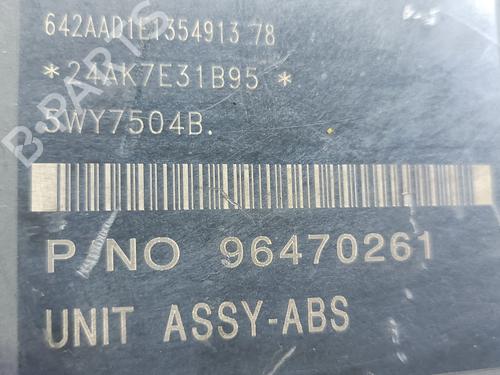 642AAD1E1354913 78
*24AK7E31B95 *
5WY7504B.
P NO 96470261
UNIT ASSY-ABS
B-PARTS